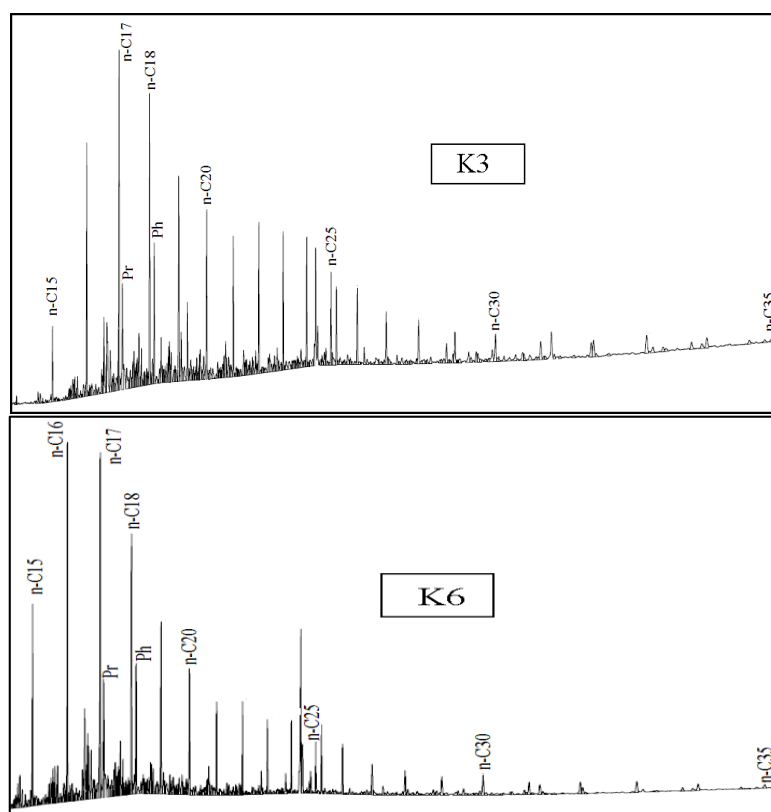 n-C17
n-C18
K3
n-C20
Ph
Pr
n-C25
n-C15
n-C30
n-C35
n-C16
n-C17
n-C18
n-C15
K6
Ph
n-C20
Pr
n-C25
n-C30
n-C35